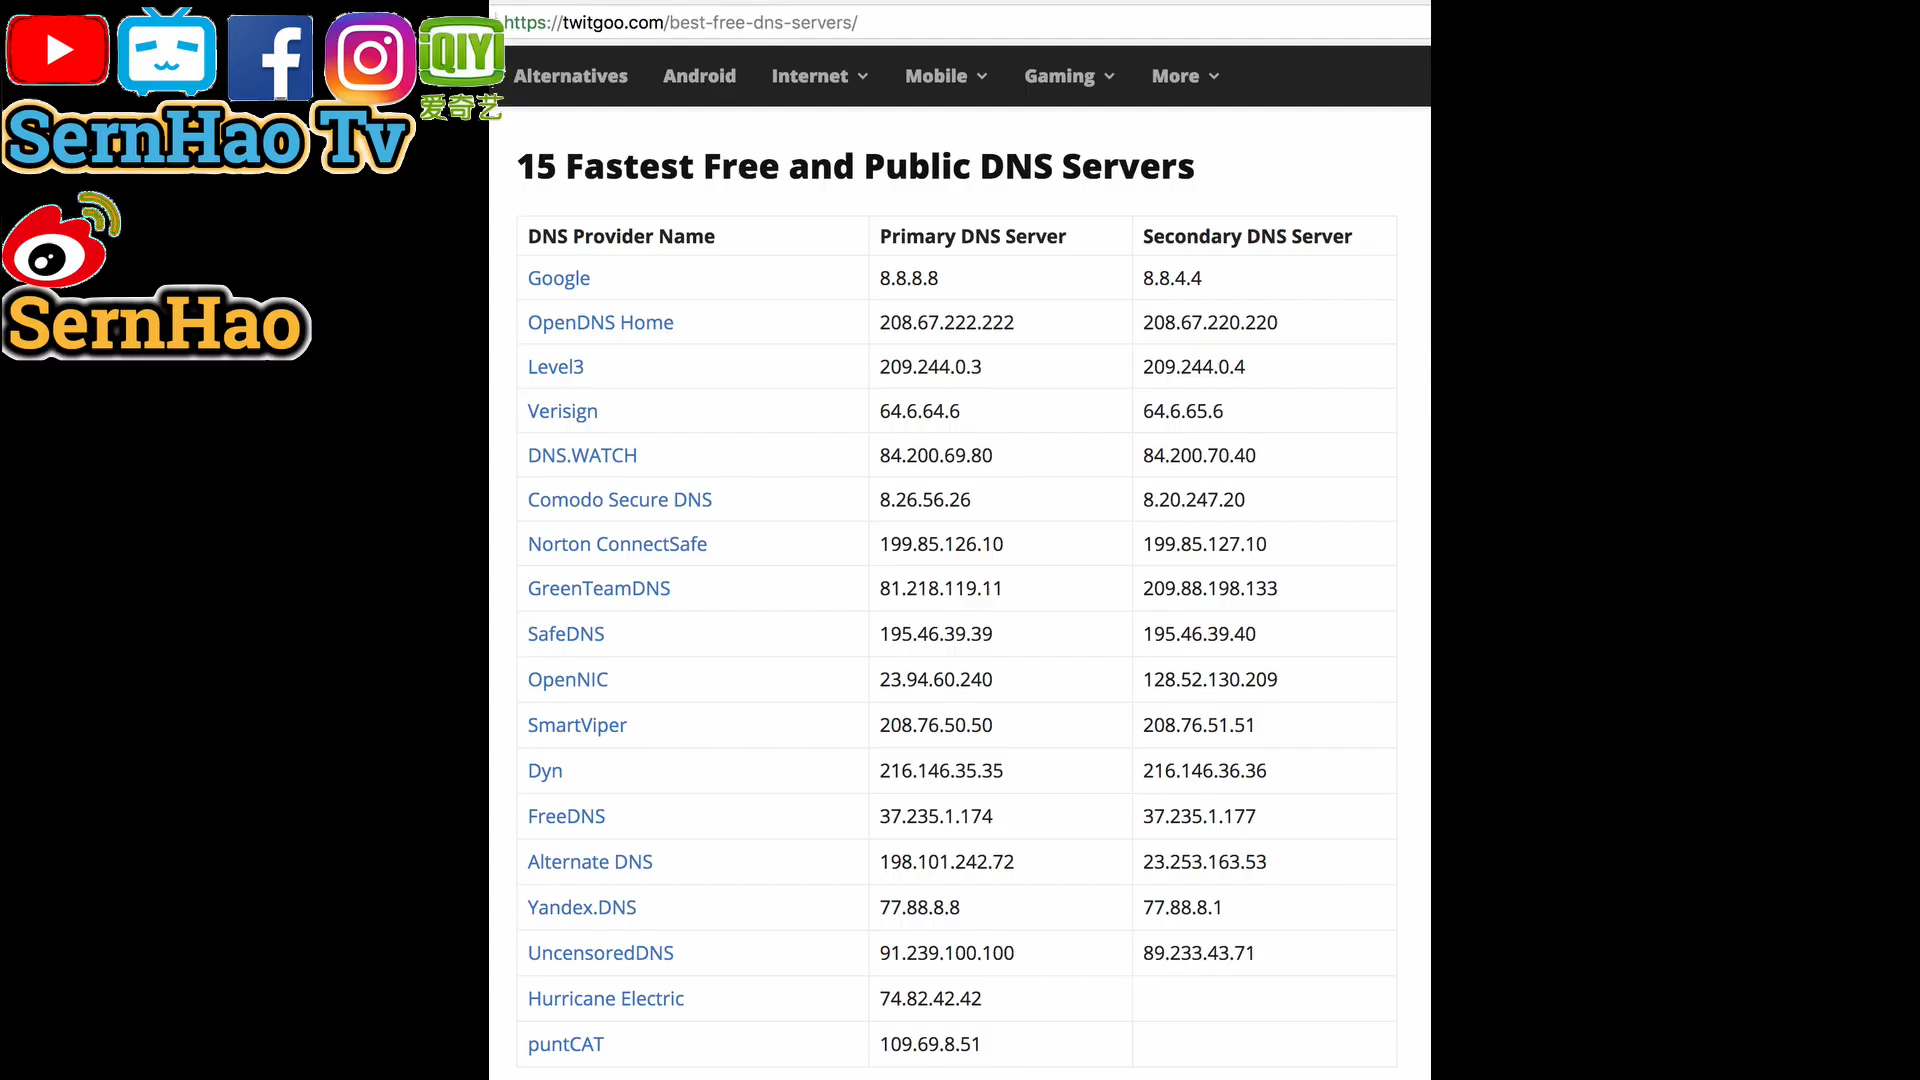 https://twitgoo.com/best-free-dns-servers/
iQIYI
爱奇艺
SernHao Tv
SernHao
Alternatives Android Internet Mobile Gaming More
15 Fastest Free and Public DNS Servers
DNS Provider Name Primary DNS Server Secondary DNS Server
Google 8.8.8.8 8.8.4.4
OpenDNS Home 208.67.222.222 208.67.220.220
Level3 209.244.0.3 209.244.0.4
Verisign 64.6.64.6 64.6.65.6
DNS.WATCH 84.200.69.80 84.200.70.40
Comodo Secure DNS 8.26.56.26 8.20.247.20
Norton ConnectSafe 199.85.126.10 199.85.127.10
GreenTeamDNS 81.218.119.11 209.88.198.133
SafeDNS 195.46.39.39 195.46.39.40
OpenNIC 23.94.60.240 128.52.130.209
SmartViper 208.76.50.50 208.76.51.51
Dyn 216.146.35.35 216.146.36.36
FreeDNS 37.235.1.174 37.235.1.177
Alternate DNS 198.101.242.72 23.253.163.53
Yandex.DNS 77.88.8.8 77.88.8.1
UncensoredDNS 91.239.100.100 89.233.43.71
Hurricane Electric 74.82.42.42
puntCAT 109.69.8.51